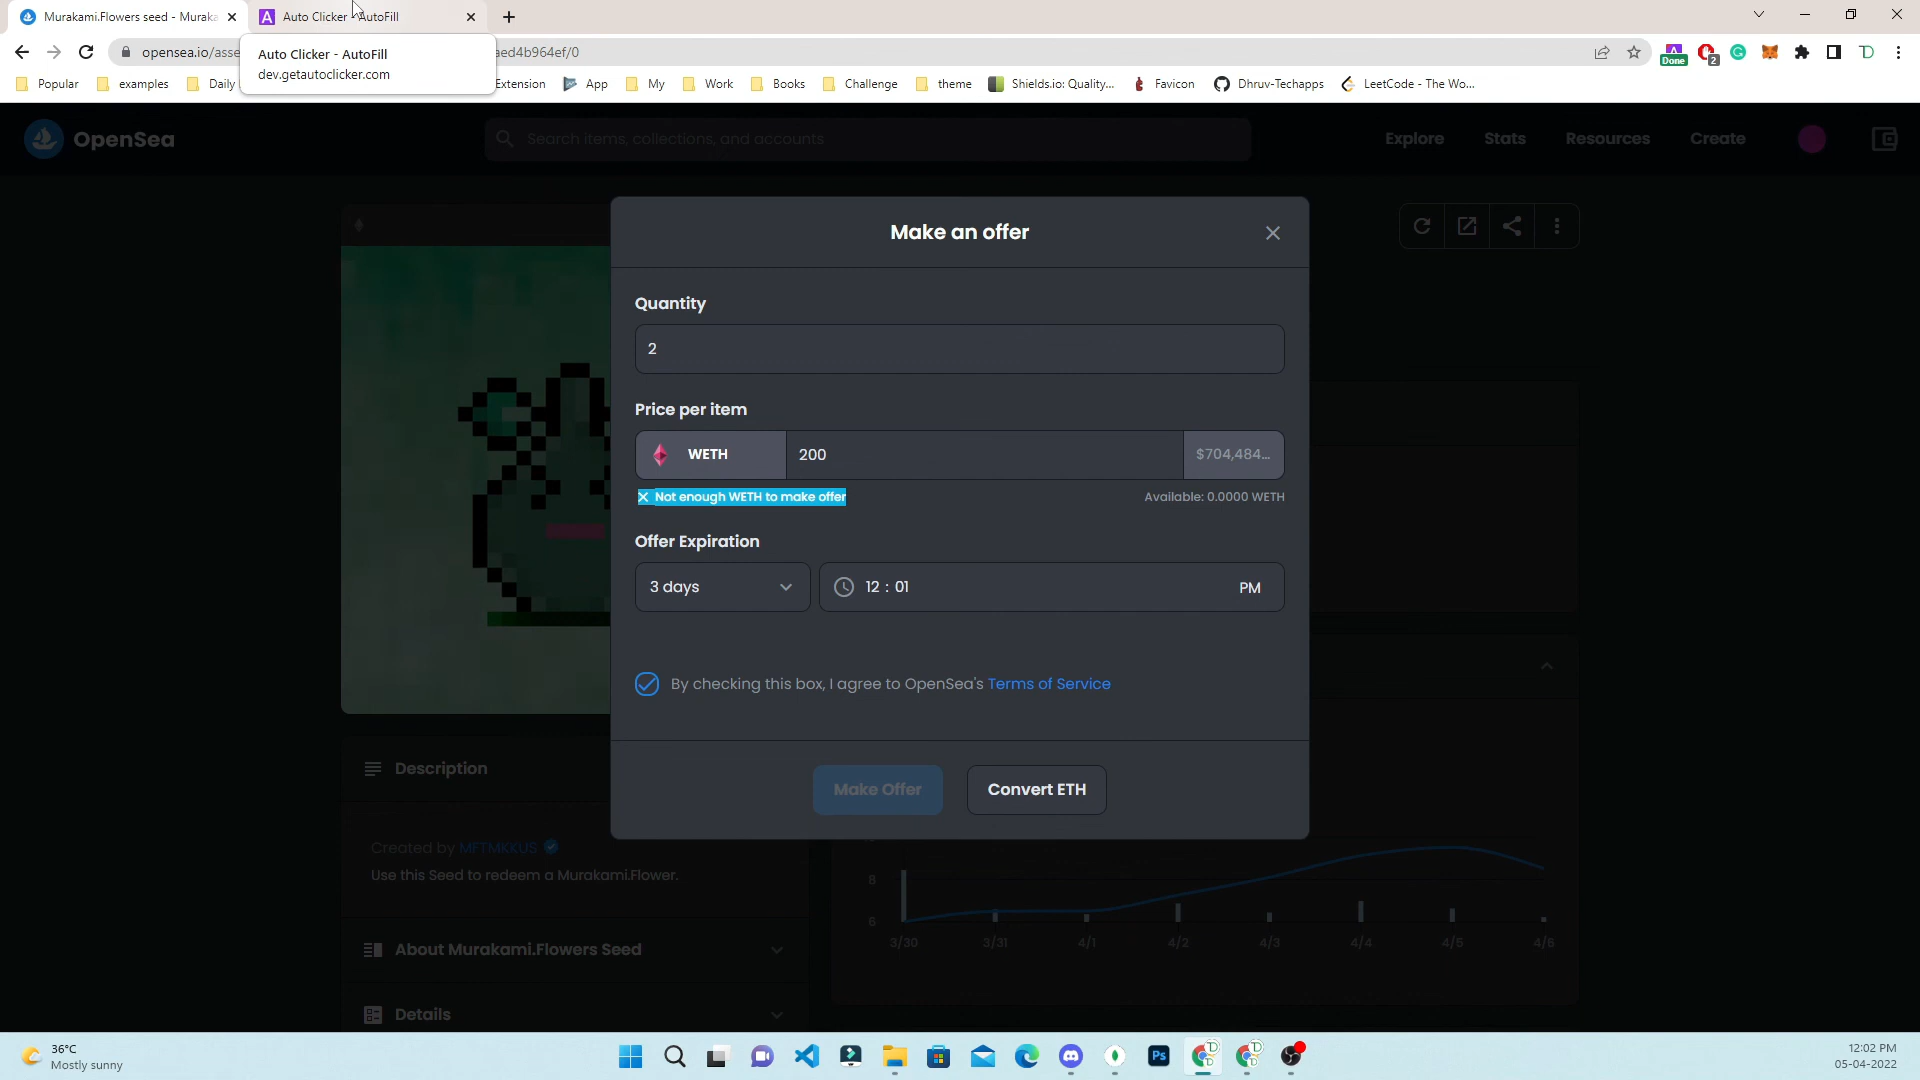 Murakami.Flowers seed - Muraka
Auto Clicker - AutoFill
opensea.io/asse
aed4b964ef/0
Auto Clicker - AutoFill
dev.getautoclicker.com
Done
2
Popular
examples
Daily
Extension
App
My
Work
Books
Challenge
theme
Shields.io: Quality...
Favicon
Dhruv-Techapps
LeetCode - The Wo...
OpenSea
Search items, collections, and accounts
Explore
Stats
Resources
Create
Make an offer
Quantity
2
Price per item
WETH
200
$704,484...
Not enough WETH to make offer
Available: 0.0000 WETH
Offer Expiration
3 days
12 : 01
PM
By checking this box, I agree to OpenSea's Terms of Service
Make Offer
Convert ETH
Description
Created by MFTMKKUS
Use this Seed to redeem a Murakami.Flower.
About Murakami.Flowers Seed
Details
8
6
3/30
3/31
4/1
4/2
4/3
4/4
4/5
4/6
36°C
Mostly sunny
Ps
12:02 PM
05-04-2022